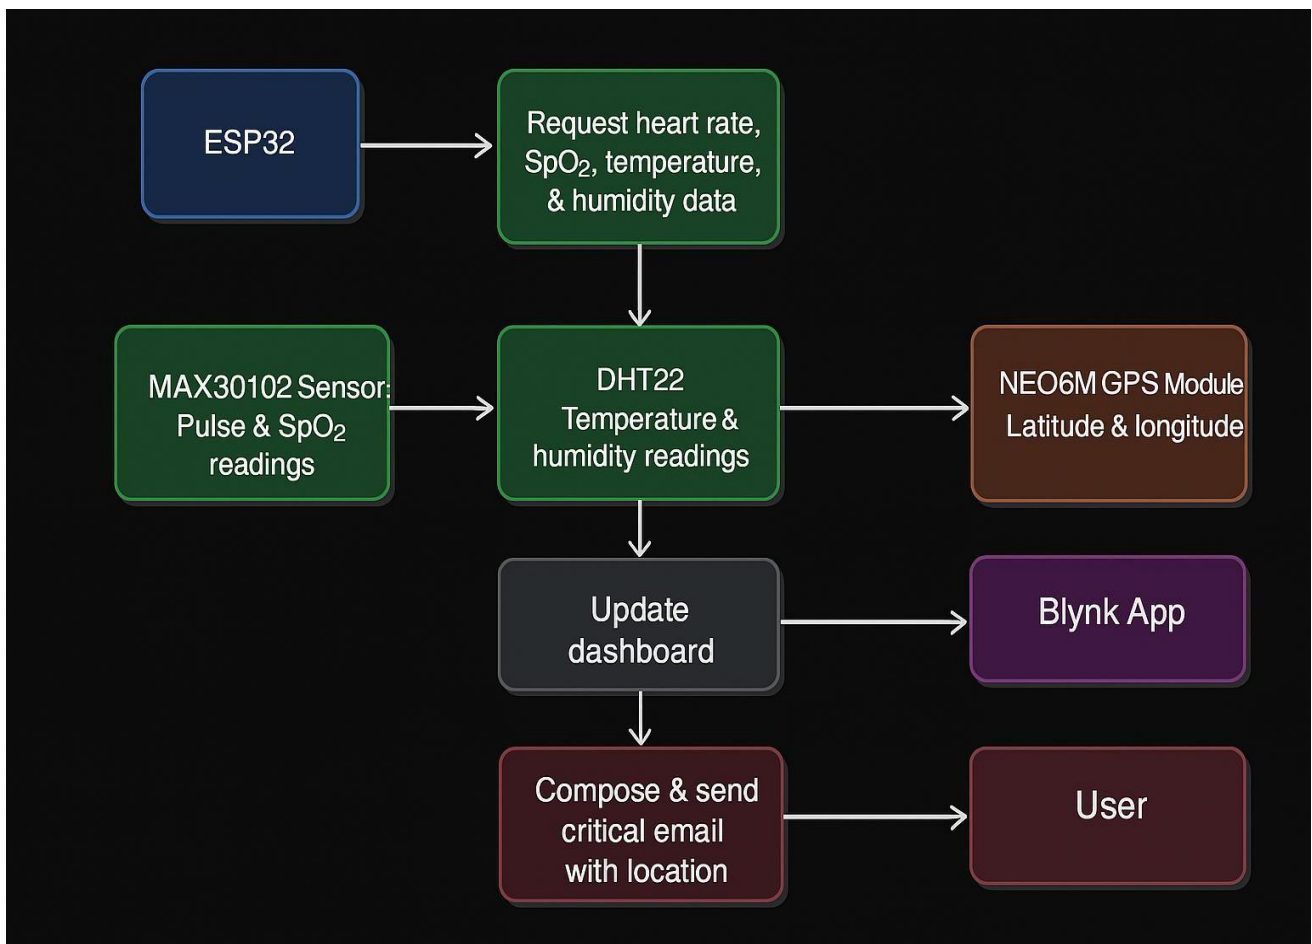 ESP32
Request heart rate,
SpO₂, temperature,
& humidity data
MAX30102 Sensor:
Pulse & SpO₂
readings
DHT22
Temperature &
humidity readings
NEO6M GPS Module
Latitude & longitude
Update
dashboard
Blynk App
Compose & send
critical email
with location
User